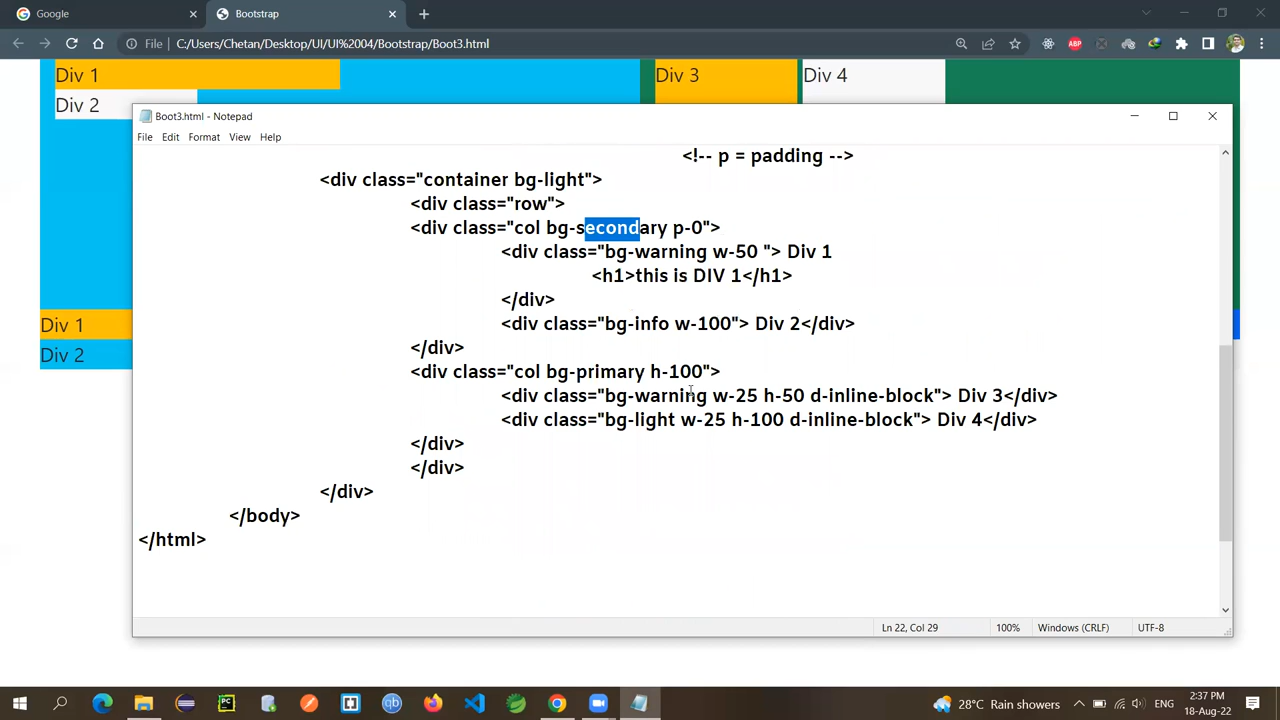 Google
Bootstrap
File
C:/Users/Chetan/Desktop/UI/UI%2004/Bootstrap/Boot3.html
ABP
Div 1
Div 2
Div 3
Div 4
Div 1
Div 2
Boot3.html - Notepad
File Edit Format View Help
<!-- p = padding -->
<div class="container bg-light">
<div class="row">
<div class="col bg-secondary p-0">
<div class="bg-warning w-50 "> Div 1
<h1>this is DIV 1</h1>
</div>
<div class="bg-info w-100"> Div 2</div>
</div>
<div class="col bg-primary h-100">
<div class="bg-warning w-25 h-50 d-inline-block"> Div 3</div>
<div class="bg-light w-25 h-100 d-inline-block"> Div 4</div>
</div>
</div>
</div>
</body>
</html>
Ln 22, Col 29
100%
Windows (CRLF)
UTF-8
PC
qb
28°C Rain showers
ENG
2:37 PM
18-Aug-22